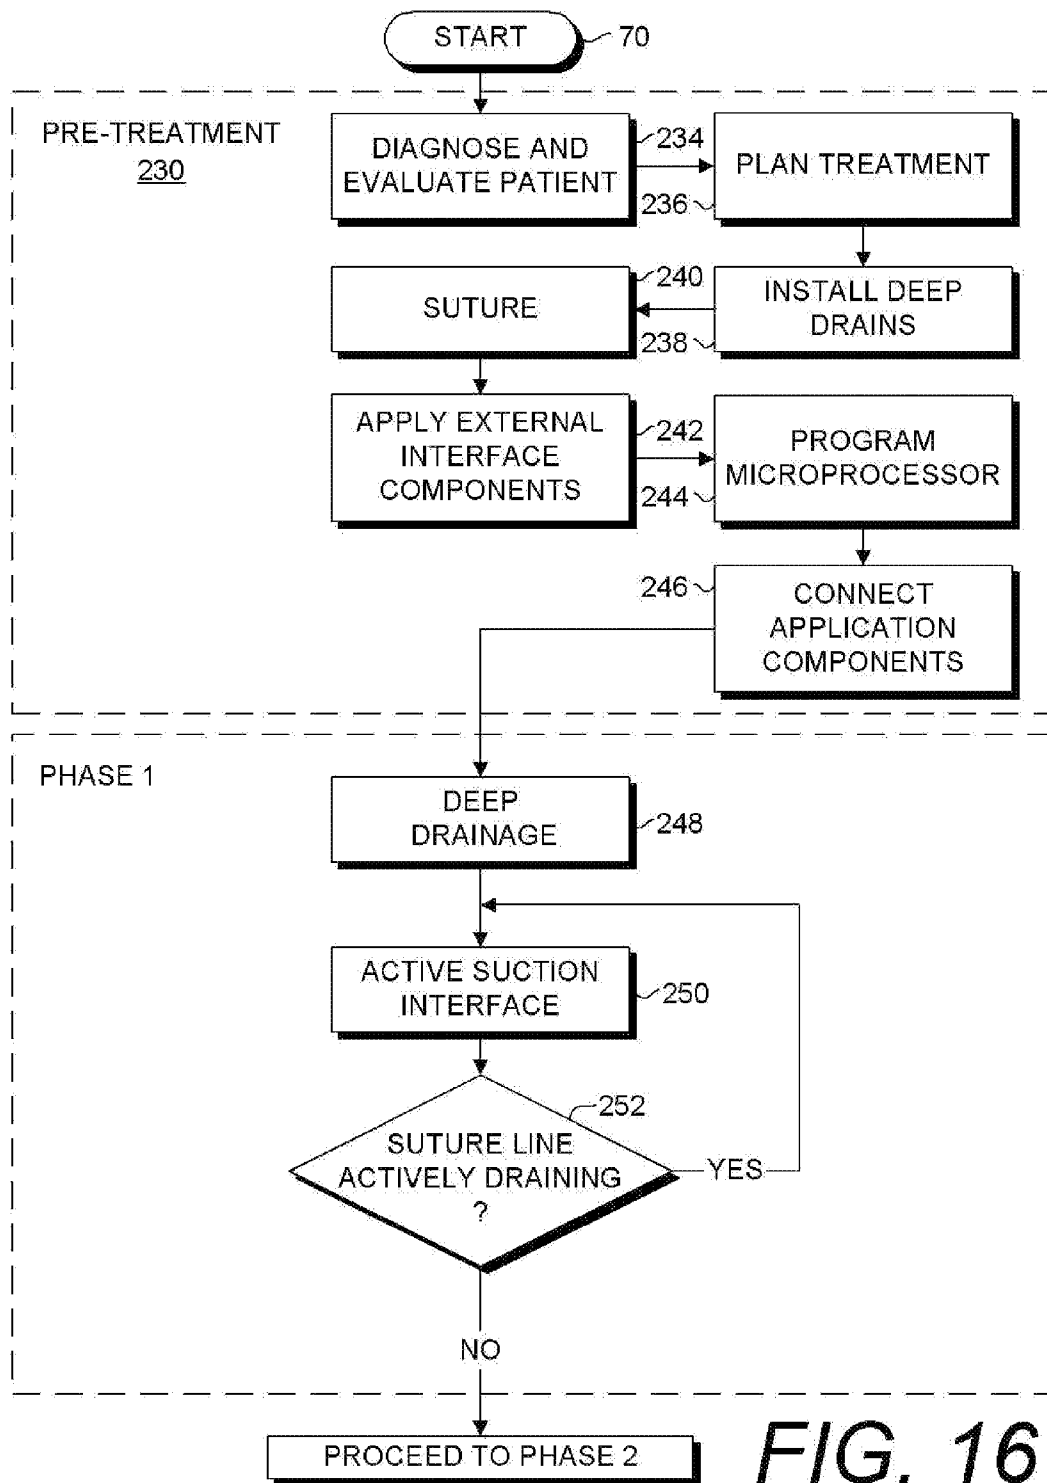 START
70
PRE-TREATMENT
230
DIAGNOSE AND
EVALUATE PATIENT
234
PLAN TREATMENT
236
SUTURE
240
INSTALL DEEP
DRAINS
238
APPLY EXTERNAL
INTERFACE
COMPONENTS
242
PROGRAM
MICROPROCESSOR
244
246
CONNECT
APPLICATION
COMPONENTS
PHASE 1
DEEP
DRAINAGE
248
ACTIVE SUCTION
INTERFACE
250
252
SUTURE LINE
ACTIVELY DRAINING
?
YES
NO
PROCEED TO PHASE 2
FIG. 16